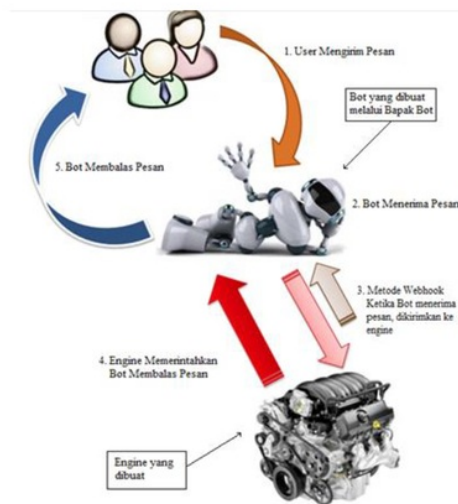 1. User Mengirim Pesan
Bot yang dibuat
melalui Bapak Bot
5. Bot Membalas Pesan
2. Bot Menerima Pesan
3. Metode Webhook
Ketika Bot menerima
pesan, dikirimkan ke
engine
4. Engine Memerintahkan
Bot Membalas Pesan
Engine yang
dibuat